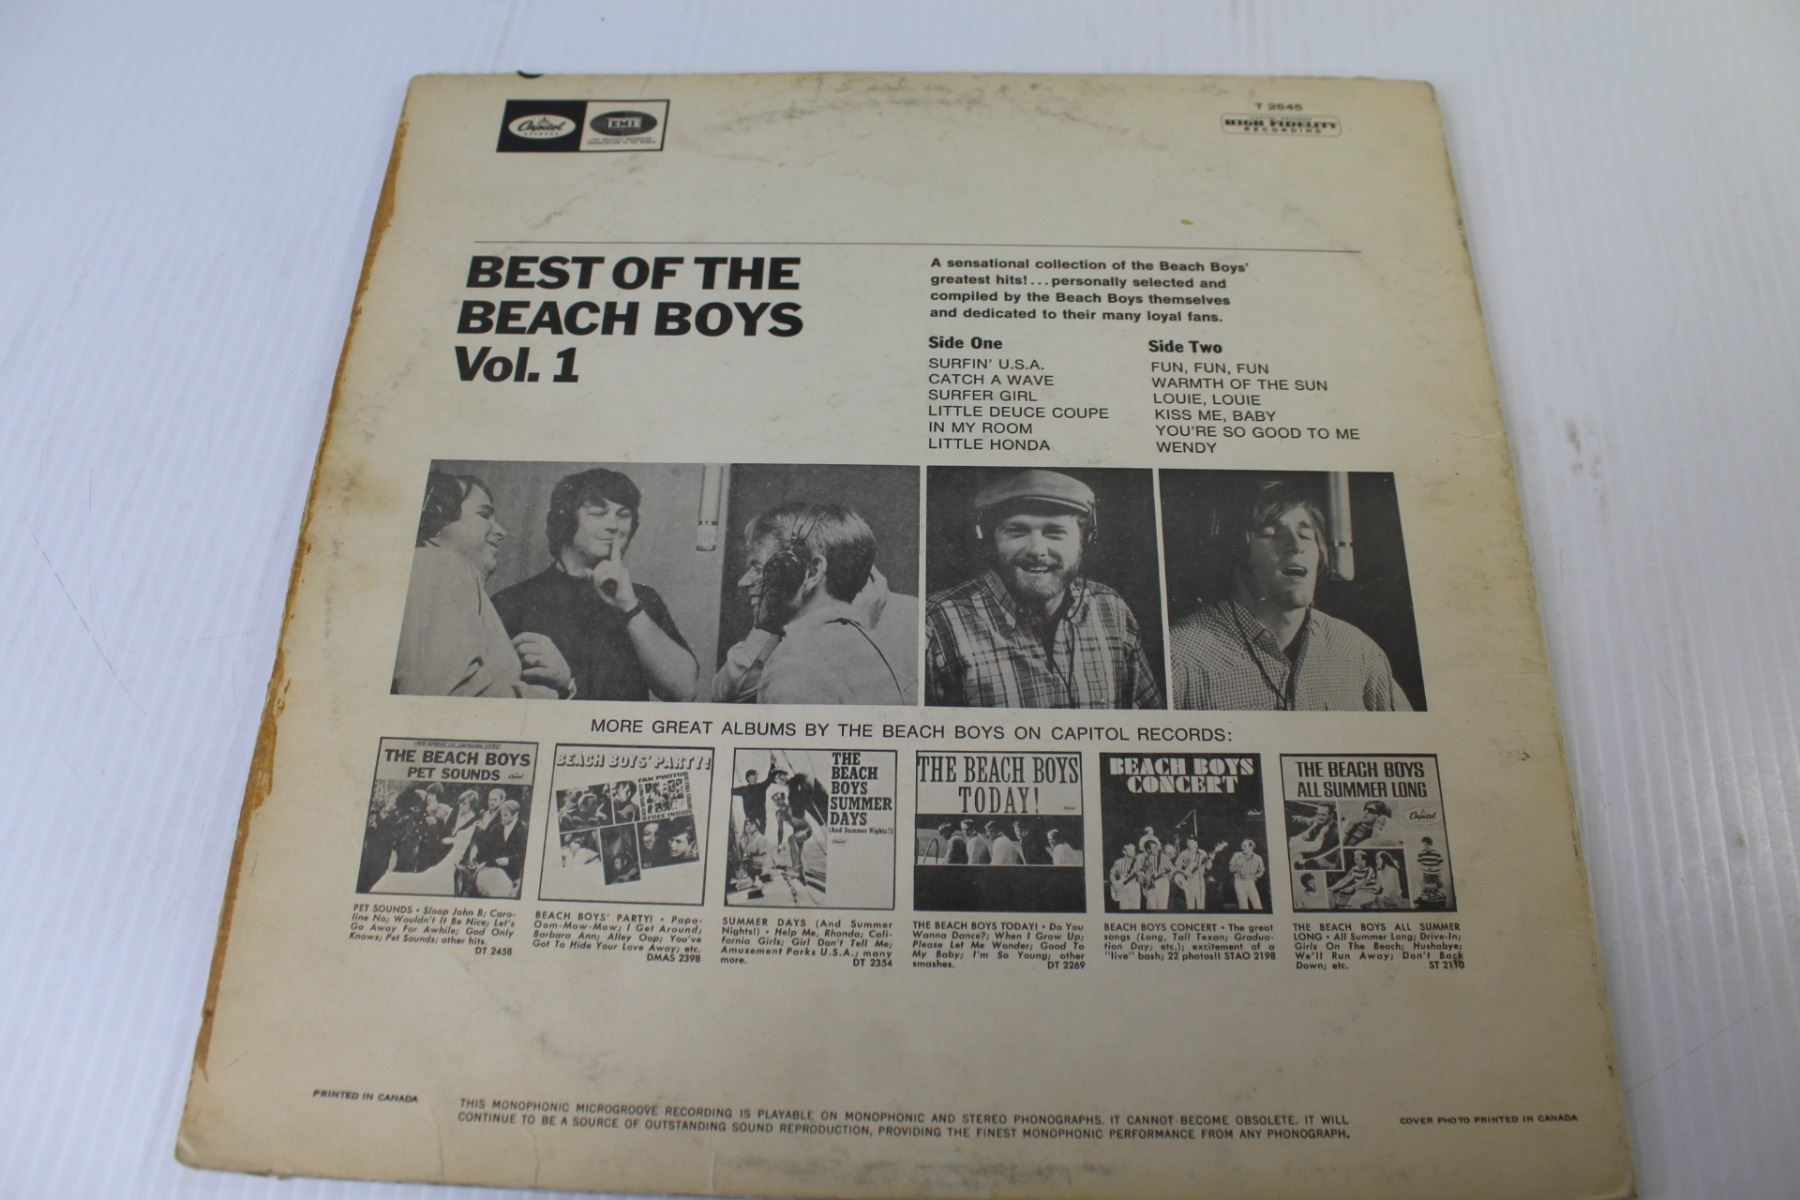 Capitol
RECORDS
EMI
T 2545
HIGH FIDELITY
RECORDING
BEST OF THE
BEACH BOYS
Vol. 1
A sensational collection of the Beach Boys'
greatest hits!...personally selected and
compiled by the Beach Boys themselves
and dedicated to their many loyal fans.
Side One
SURFIN' U.S.A.
CATCH A WAVE
SURFER GIRL
LITTLE DEUCE COUPE
IN MY ROOM
LITTLE HONDA
Side Two
FUN, FUN, FUN
WARMTH OF THE SUN
LOUIE, LOUIE
KISS ME, BABY
YOU'RE SO GOOD TO ME
WENDY
MORE GREAT ALBUMS BY THE BEACH BOYS ON CAPITOL RECORDS:
THE BEACH BOYS
PET SOUNDS
BEACH BOYS' PARTY!
FAN PHOTOS
FREE INSIDE
THE
BEACH
BOYS
SUMMER
DAYS
(And Summer Nights!!)
THE BEACH BOYS
TODAY!
BEACH BOYS
CONCERT
THE BEACH BOYS
ALL SUMMER LONG
Capitol
PET SOUNDS • Sloop John B; Caro-
line No; Wouldn't It Be Nice; Let's
Go Away For Awhile; God Only
Knows; Pet Sounds; other hits.
DT 2458
BEACH BOYS' PARTY! • Papa-
Oom-Mow-Mow; I Get Around;
Barbara Ann; Alley Oop; You've
Got To Hide Your Love Away; etc.
DMAS 2398
SUMMER DAYS (And Summer
Nights!) • Help Me, Rhonda; Cali-
fornia Girls; Girl Don't Tell Me;
Amusement Parks U.S.A.; many
more. DT 2354
THE BEACH BOYS TODAY! • Do You
Wanna Dance?; When I Grow Up;
Please Let Me Wonder; Good To
My Baby; I'm So Young; other
smashes. DT 2269
BEACH BOYS CONCERT • The great
songs (Long, Tall Texan; Gradua-
tion Day; etc.); excitement of a
"live" bash; 22 photos!! STAO 2198
THE BEACH BOYS ALL SUMMER
LONG • All Summer Long; Drive-In;
Girls On The Beach; Hushabye;
We'll Run Away; Don't Back
Down; etc. ST 2110
PRINTED IN CANADA
THIS MONOPHONIC MICROGROOVE RECORDING IS PLAYABLE ON MONOPHONIC AND STEREO PHONOGRAPHS. IT CANNOT BECOME OBSOLETE. IT WILL
CONTINUE TO BE A SOURCE OF OUTSTANDING SOUND REPRODUCTION, PROVIDING THE FINEST MONOPHONIC PERFORMANCE FROM ANY PHONOGRAPH.
COVER PHOTO PRINTED IN CANADA